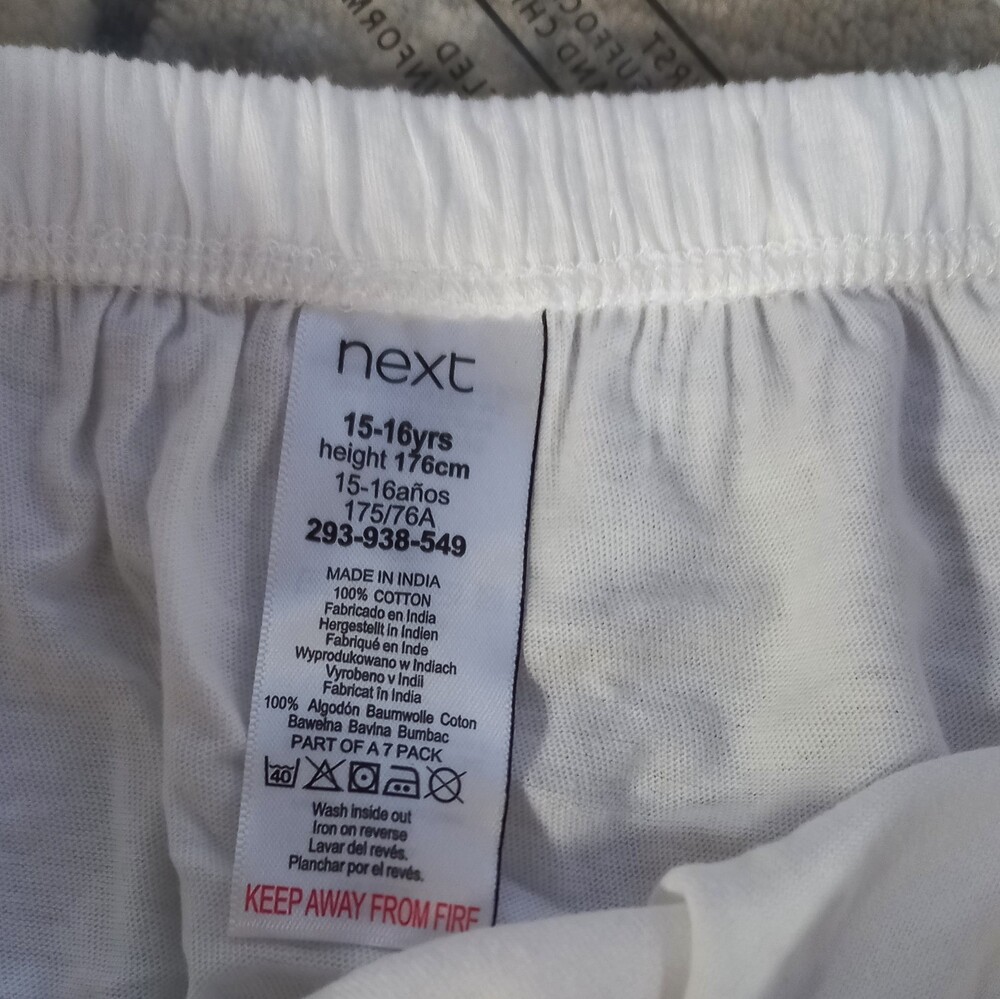 next
15-16yrs
height 176cm
15-16años
175/76A
293-938-549
MADE IN INDIA
100% COTTON
Fabricado en India
Hergestellt in Indien
Fabriqué en Inde
Wyprodukowano w Indiach
Vyrobeno v Indii
Fabricat în India
100% Algodón Baumwolle Coton
Bawełna Bavlna Bumbac
PART OF A 7 PACK
40
Wash inside out
Iron on reverse
Lavar del revés.
Planchar por el revés.
KEEP AWAY FROM FIRE